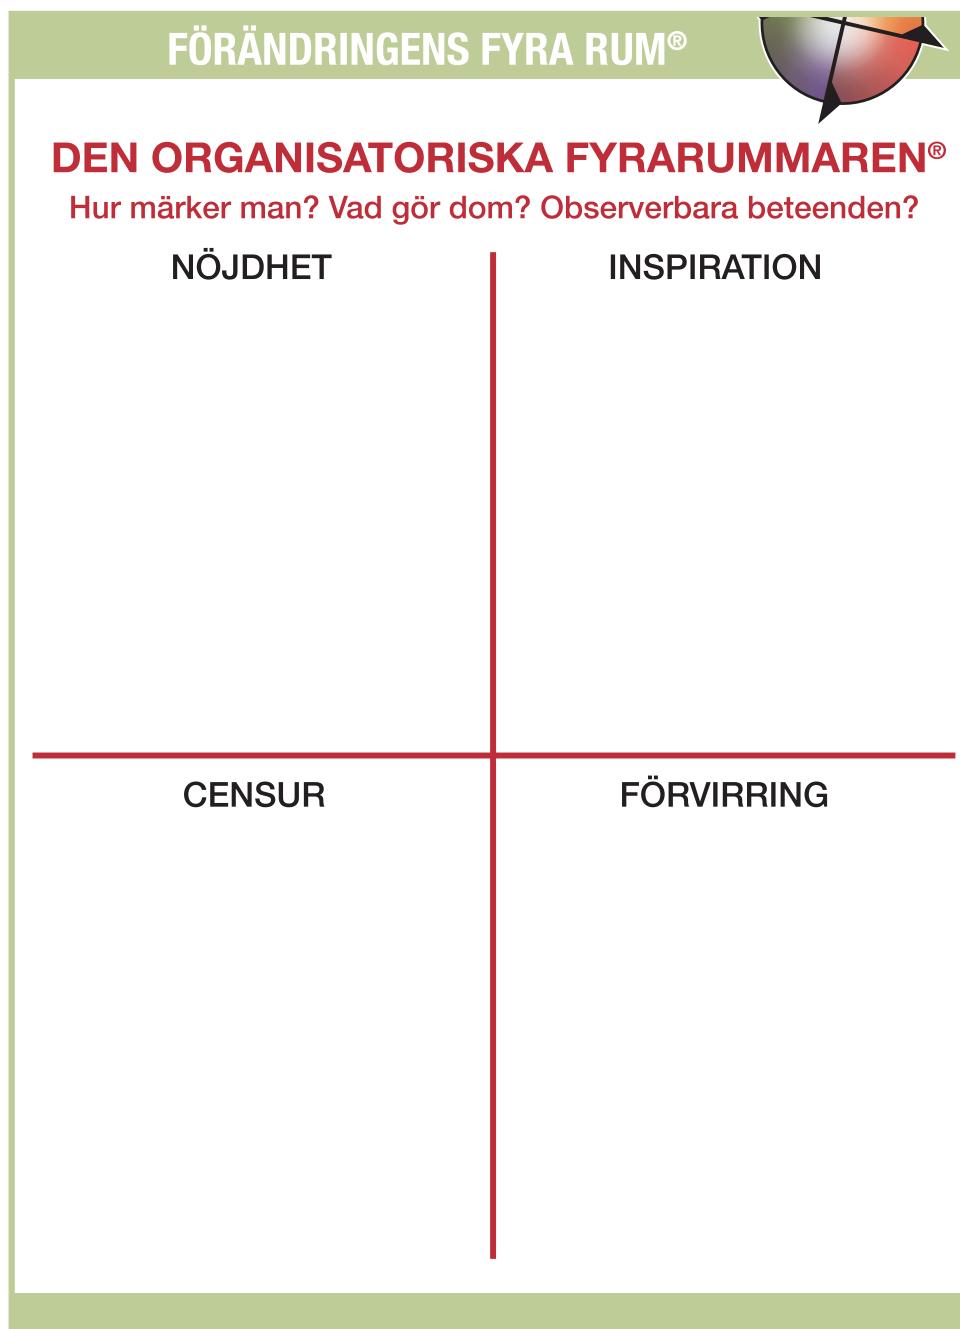 FÖRÄNDRINGENS FYRA RUM®
DEN ORGANISATORISKA FYRARUMMAREN®
Hur märker man? Vad gör dom? Observerbara beteenden?
NÖJDHET
INSPIRATION
CENSUR
FÖRVIRRING